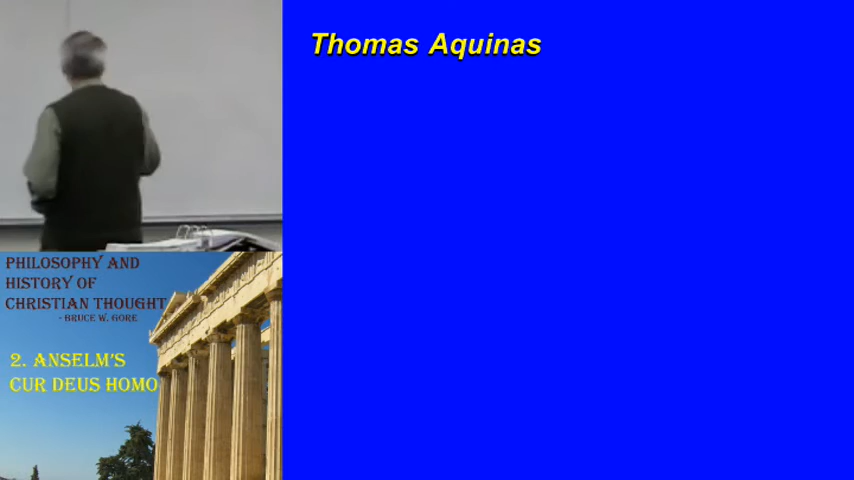 Thomas Aquinas
PHILOSOPHY AND
HISTORY OF
CHRISTIAN THOUGHT
- BRUCE W. GORE
2. ANSELM'S
CUR DEUS HOMO